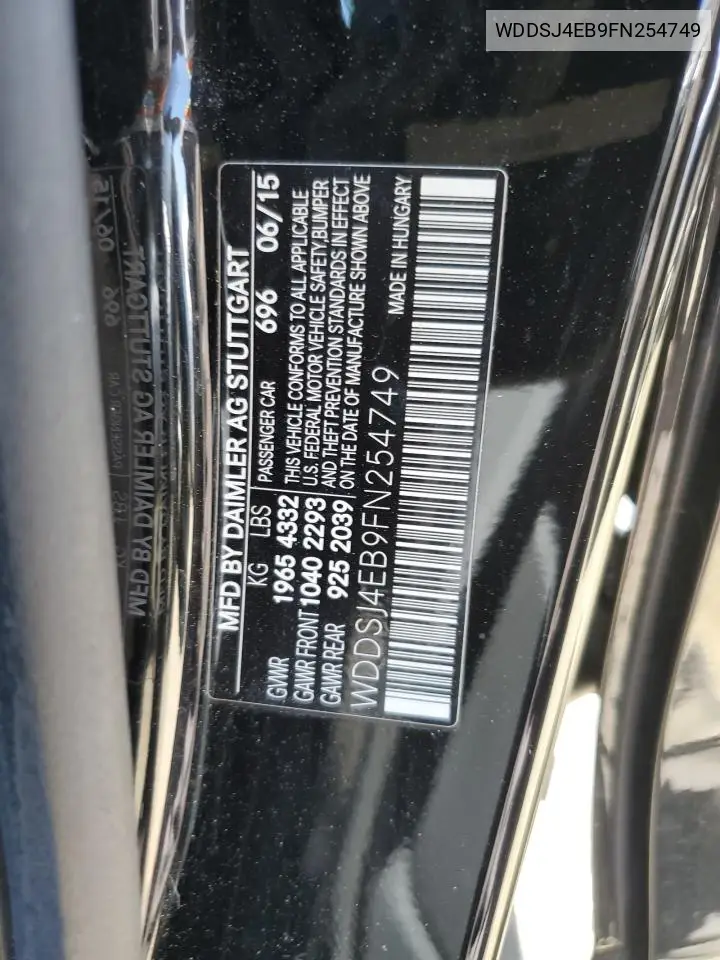 WDDSJ4EB9FN254749
MFD BY DAIMLER AG STUTTGART
KG LBS PASSENGER CAR 696 06/15
GWR 1965 4332 THIS VEHICLE CONFORMS TO ALL APPLICABLE
GAWR FRONT 1040 2293 U.S. FEDERAL MOTOR VEHICLE SAFETY,BUMPER
GAWR REAR 925 2039 AND THEFT PREVENTION STANDARDS IN EFFECT
ON THE DATE OF MANUFACTURE SHOWN ABOVE
WDDSJ4EB9FN254749 MADE IN HUNGARY